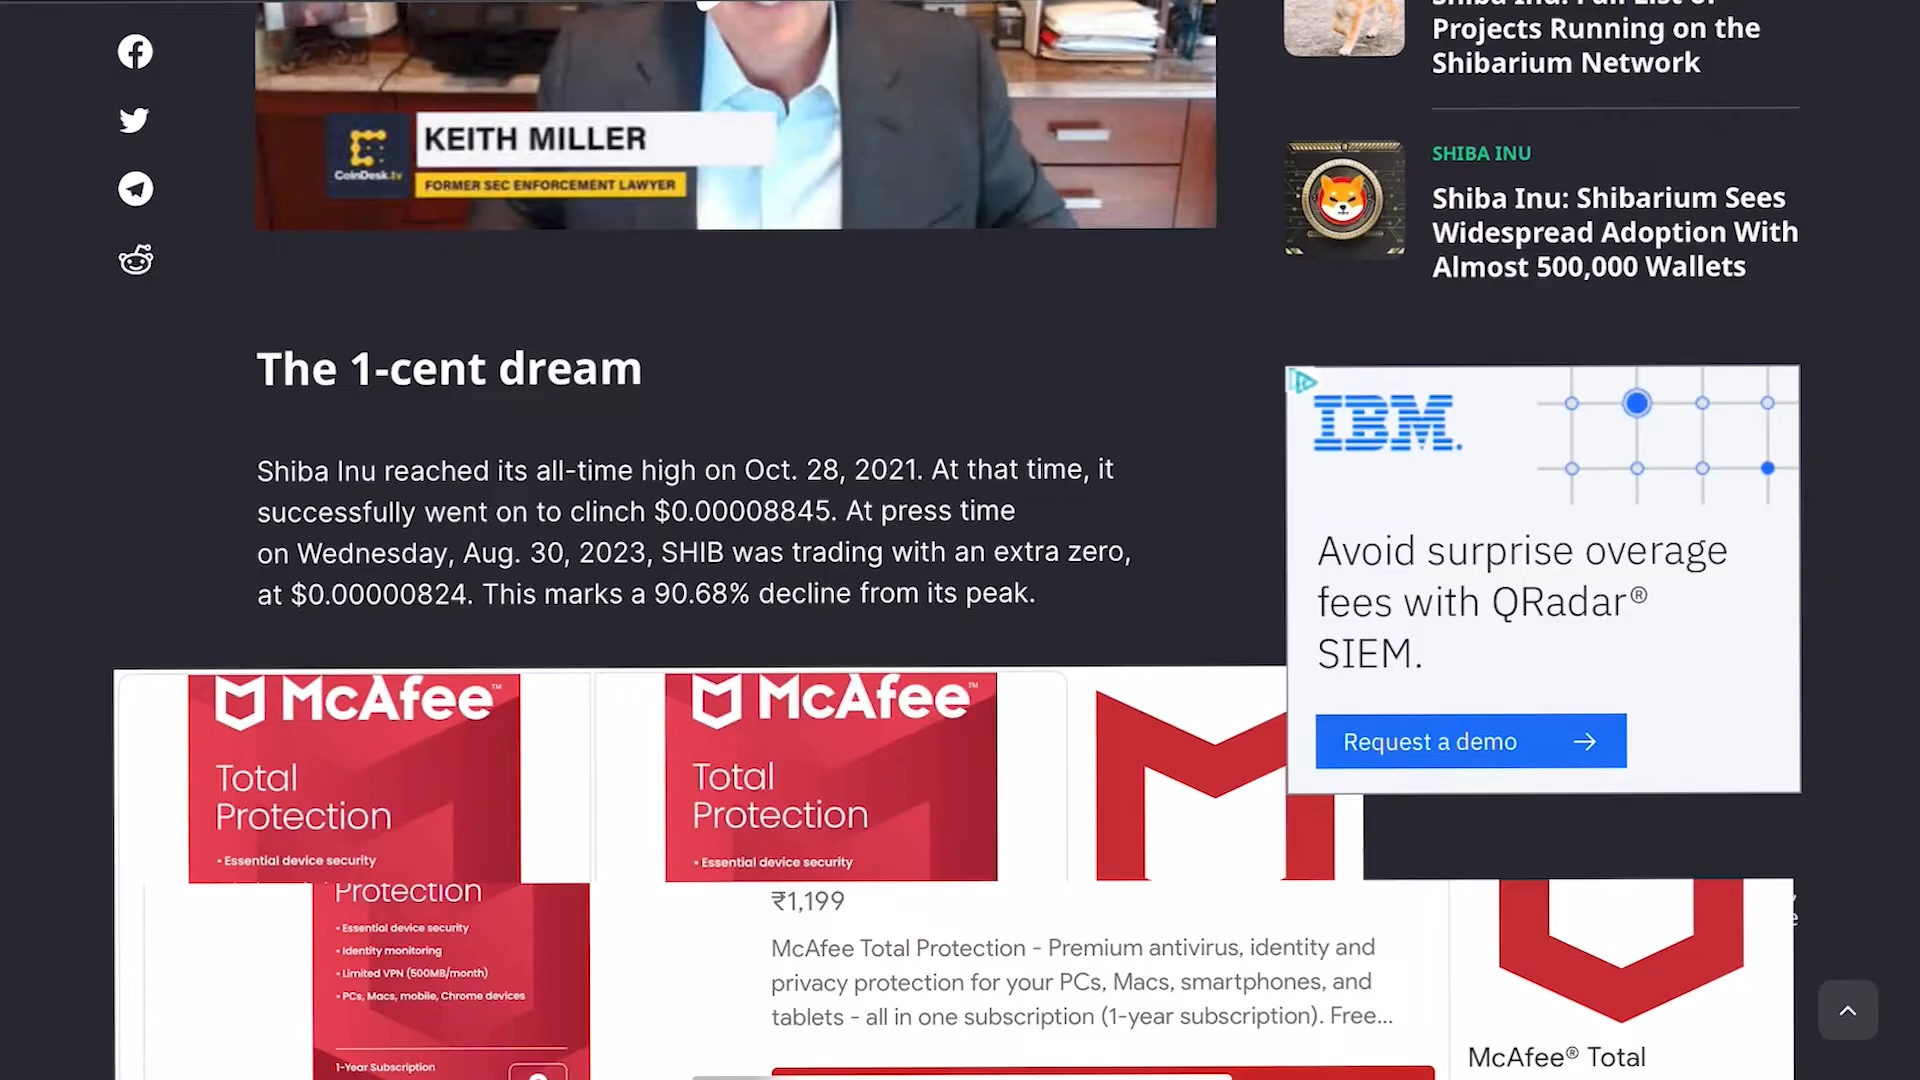 KEITH MILLER
CoinDesk.tv
FORMER SEC ENFORCEMENT LAWYER
The 1-cent dream
Shiba Inu reached its all-time high on Oct. 28, 2021. At that time, it
successfully went on to clinch $0.00008845. At press time
on Wednesday, Aug. 30, 2023, SHIB was trading with an extra zero,
at $0.00000824. This marks a 90.68% decline from its peak.
Projects Running on the
Shibarium Network
SHIBA INU
Shiba Inu: Shibarium Sees
Widespread Adoption With
Almost 500,000 Wallets
IBM.
Avoid surprise overage
fees with QRadar®
SIEM.
Request a demo
McAfee™
Total
Protection
• Essential device security
McAfee™
Total
Protection
• Essential device security
Protection
• Essential device security
• Identity monitoring
• Limited VPN (500MB/month)
• PCs, Macs, mobile, Chrome devices
1-Year Subscription
₹1,199
McAfee Total Protection - Premium antivirus, identity and
privacy protection for your PCs, Macs, smartphones, and
tablets - all in one subscription (1-year subscription). Free...
McAfee® Total